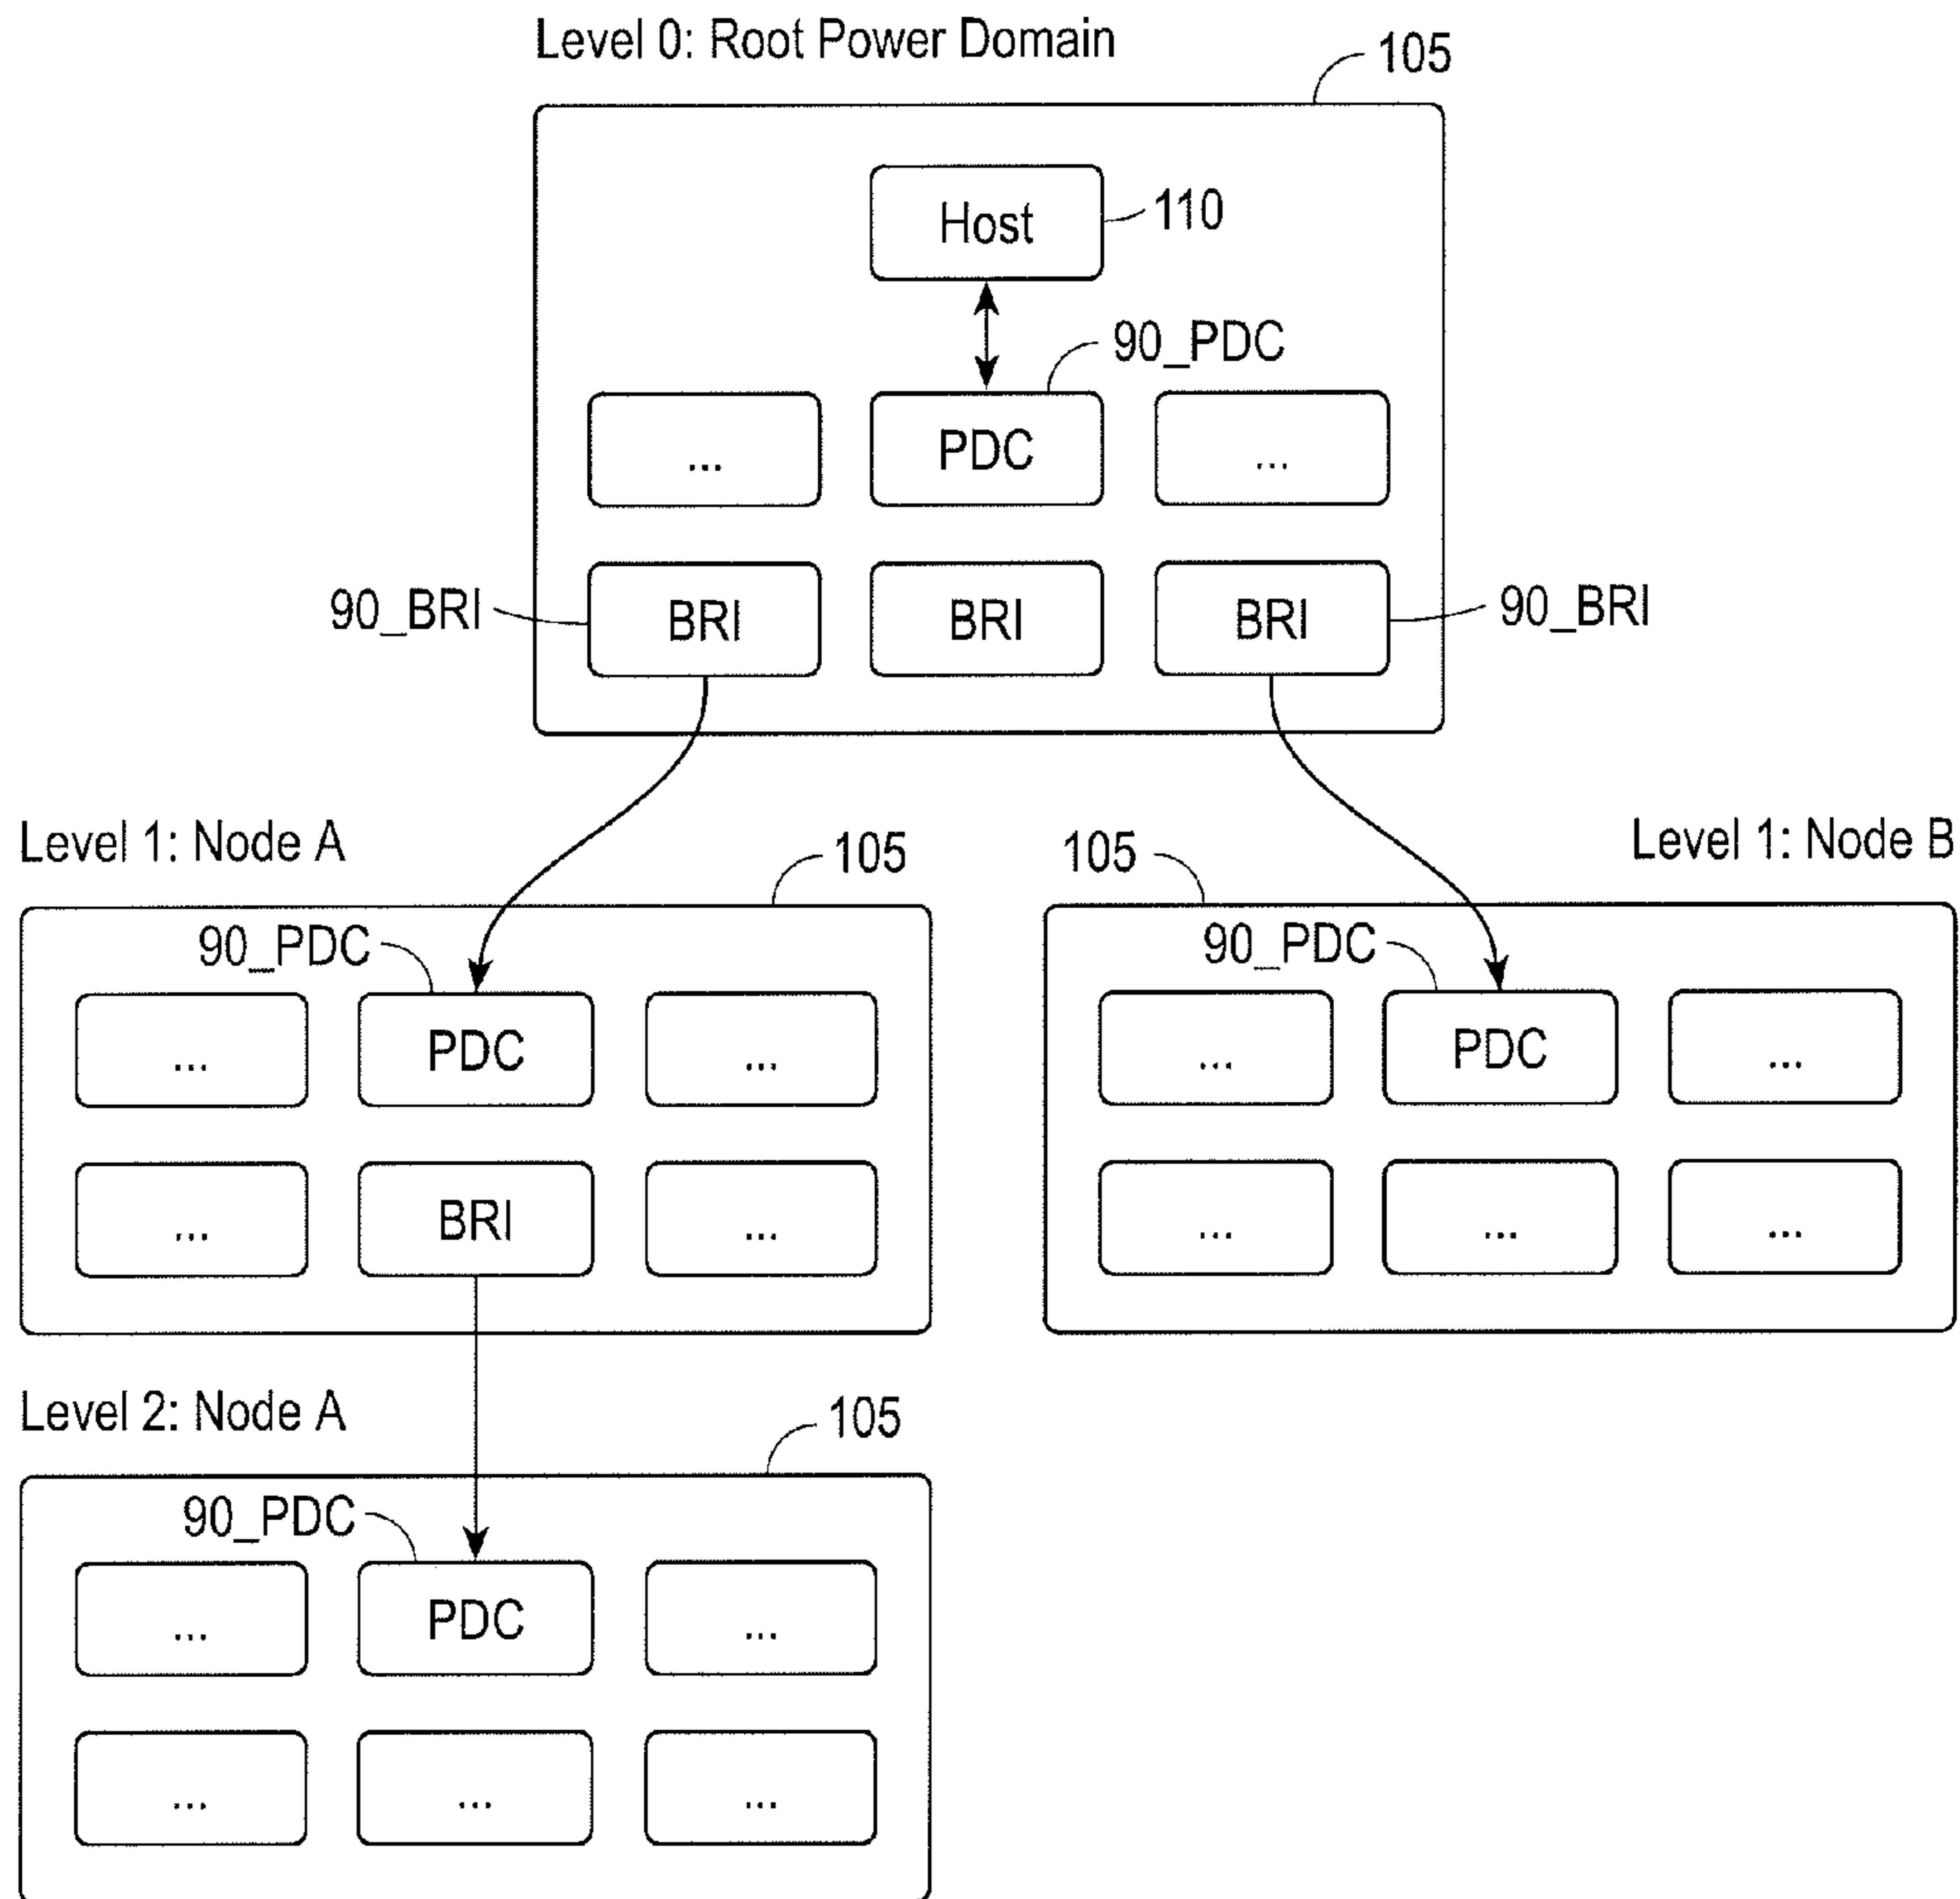 Level 0: Root Power Domain
105
Host
110
90_PDC
... PDC ...
90_BRI BRI BRI BRI 90_BRI
Level 1: Node A
105
90_PDC
... PDC ...
... BRI ...
Level 1: Node B
105
90_PDC
... PDC ...
... ... ...
Level 2: Node A
105
90_PDC
... PDC ...
... ... ...